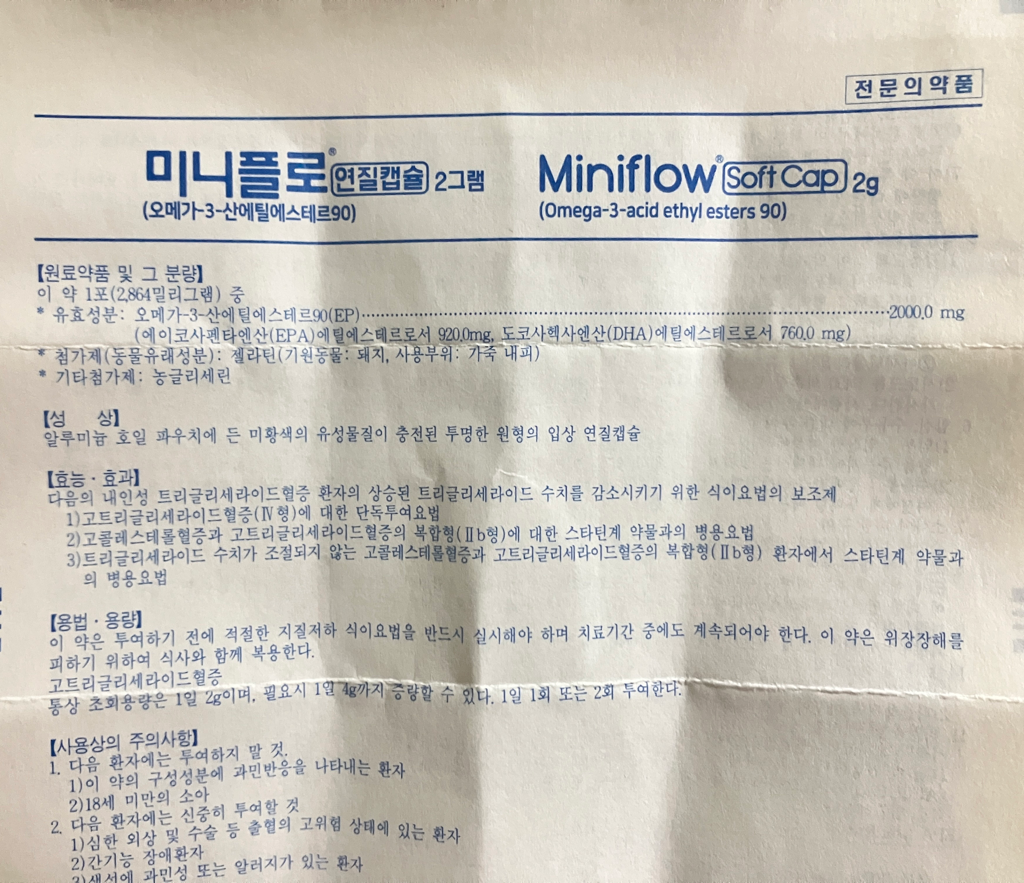 전문의약품
미니플로® 연질캡슐 2그램
(오메가-3-산에틸에스테르90)
Miniflow® Soft Cap 2g
(Omega-3-acid ethyl esters 90)
【원료약품 및 그 분량】
이 약 1포(2,864밀리그램) 중
* 유효성분: 오메가-3-산에틸에스테르90(EP)································2000.0 mg
(에이코사펜타엔산(EPA)에틸에스테르로서 920.0mg, 도코사헥사엔산(DHA)에틸에스테르로서 760.0 mg)
* 첨가제(동물유래성분): 젤라틴(기원동물: 돼지, 사용부위: 가죽 내피)
* 기타첨가제: 농글리세린
【성 상】
알루미늄 호일 파우치에 든 미황색의 유성물질이 충전된 투명한 원형의 입상 연질캡슐
【효능·효과】
다음의 내인성 트리글리세라이드혈증 환자의 상승된 트리글리세라이드 수치를 감소시키기 위한 식이요법의 보조제
1)고트리글리세라이드혈증(Ⅳ형)에 대한 단독투여요법
2)고콜레스테롤혈증과 고트리글리세라이드혈증의 복합형(Ⅱb형)에 대한 스타틴계 약물과의 병용요법
3)트리글리세라이드 수치가 조절되지 않는 고콜레스테롤혈증과 고트리글리세라이드혈증의 복합형(Ⅱb형) 환자에서 스타틴계 약물과
의 병용요법
【용법·용량】
이 약은 투여하기 전에 적절한 지질저하 식이요법을 반드시 실시해야 하며 치료기간 중에도 계속되어야 한다. 이 약은 위장장해를
피하기 위하여 식사와 함께 복용한다.
고트리글리세라이드혈증
통상 초회용량은 1일 2g이며, 필요시 1일 4g까지 증량할 수 있다. 1일 1회 또는 2회 투여한다.
【사용상의 주의사항】
1. 다음 환자에는 투여하지 말 것.
1)이 약의 구성성분에 과민반응을 나타내는 환자
2)18세 미만의 소아
2. 다음 환자에는 신중히 투여할 것
1)심한 외상 및 수술 등 출혈의 고위험 상태에 있는 환자
2)간기능 장애환자
3)생선에 과민성 또는 알러지가 있는 환자